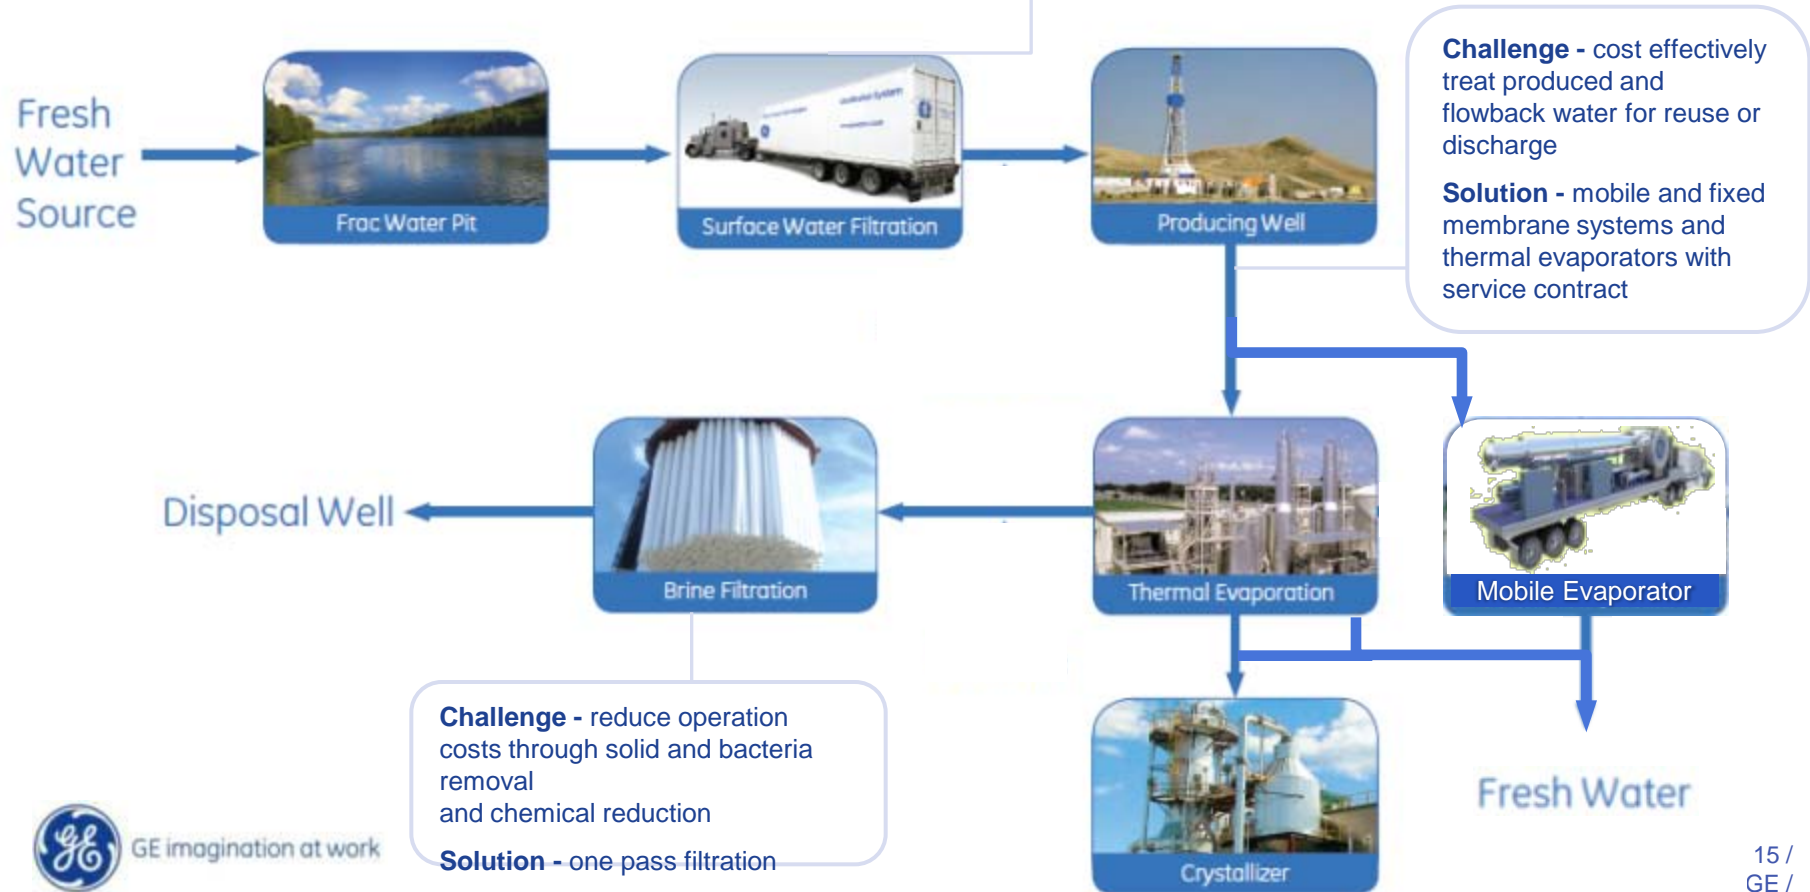 Fresh
Water
Source
Frac Water Pit
Surface Water Filtration
Producing Well
Challenge - cost effectively
treat produced and
flowback water for reuse or
discharge
Solution - mobile and fixed
membrane systems and
thermal evaporators with
service contract
Disposal Well
Brine Filtration
Thermal Evaporation
Mobile Evaporator
Challenge - reduce operation
costs through solid and bacteria
removal
and chemical reduction
Solution - one pass filtration
Crystallizer
Fresh Water
GE imagination at work
15 /
GE /